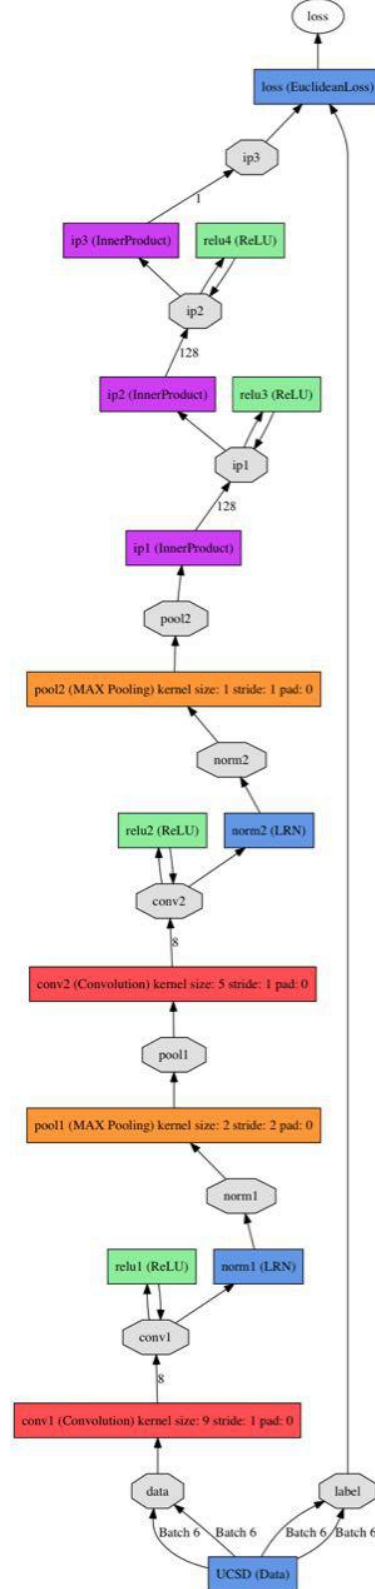 loss
loss (EuclideanLoss)
ip3
1
ip3 (InnerProduct)
relu4 (ReLU)
ip2
128
ip2 (InnerProduct)
relu3 (ReLU)
ip1
128
ip1 (InnerProduct)
pool2
pool2 (MAX Pooling) kernel size: 1 stride: 1 pad: 0
norm2
relu2 (ReLU)
norm2 (LRN)
conv2
8
conv2 (Convolution) kernel size: 5 stride: 1 pad: 0
pool1
pool1 (MAX Pooling) kernel size: 2 stride: 2 pad: 0
norm1
relu1 (ReLU)
norm1 (LRN)
conv1
8
conv1 (Convolution) kernel size: 9 stride: 1 pad: 0
data
label
Batch 6
Batch 6
Batch 6
Batch 6
UCSD (Data)